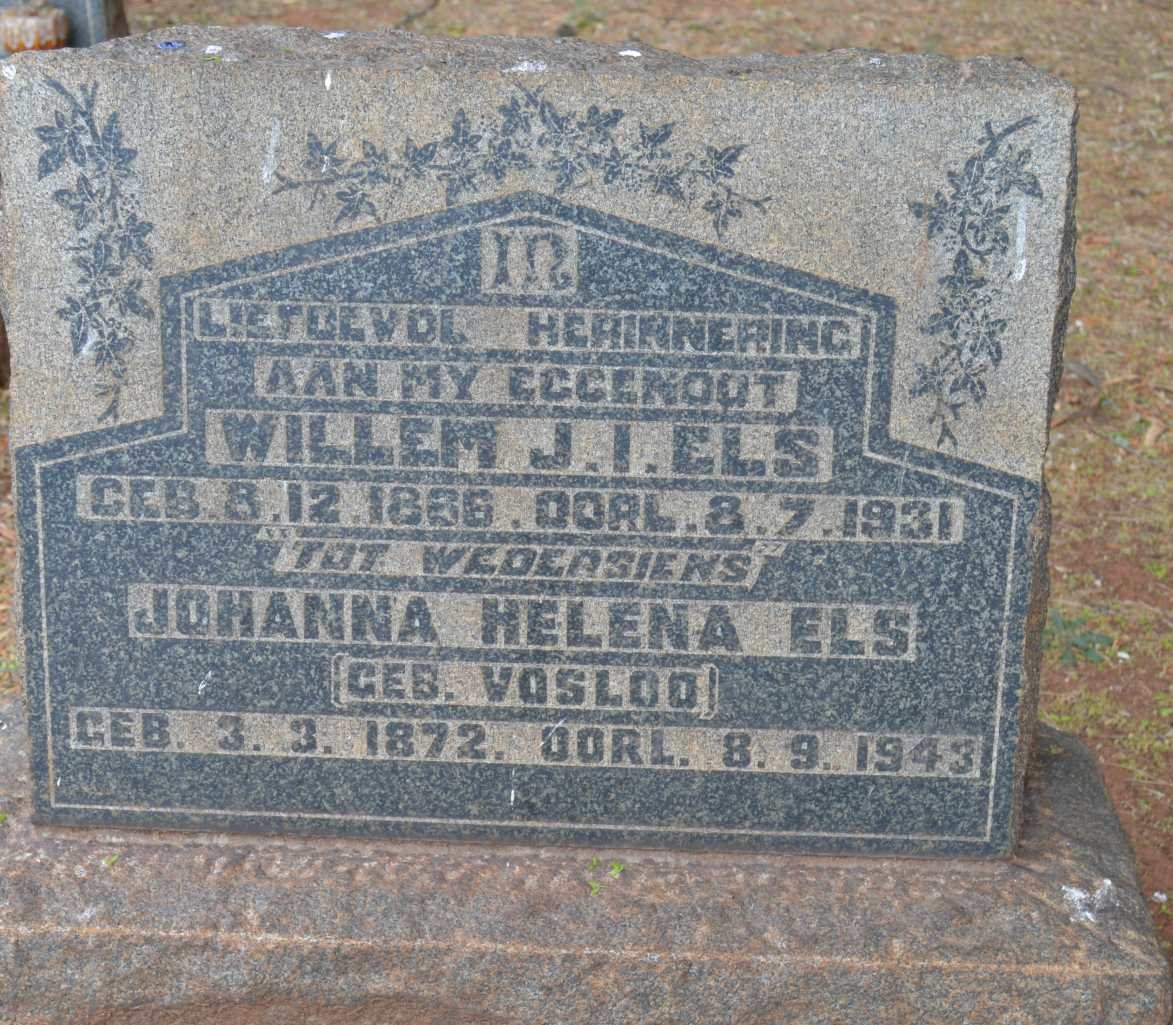 IN
LIEFDEVOL HERINNERING
AAN MY EGGENOOT
WILLEM J.I. ELS
GEB. 8.12.1866. OORL. 8.7.1931
"TOT WEDERSIENS"
JOHANNA HELENA ELS
(GEB. VOSLOO)
GEB. 3. 3. 1872. OORL. 8. 9. 1943